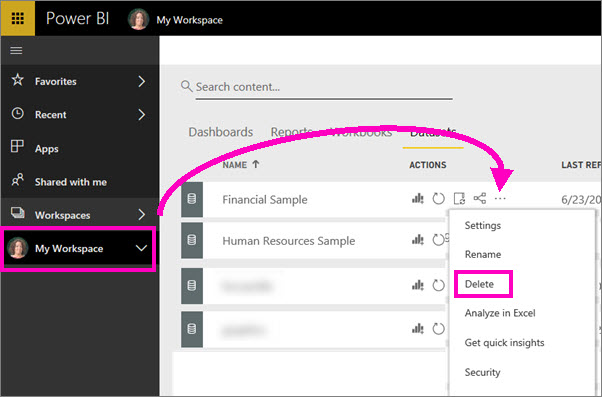 Power BI My Workspace
Favorites
Recent
Apps
Shared with me
Workspaces
My Workspace
Search content...
Dashboards Reports Workbooks Datasets
NAME ACTIONS LAST REF
Financial Sample 6/23/20
Human Resources Sample
Settings
Rename
Delete
Analyze in Excel
Get quick insights
Security